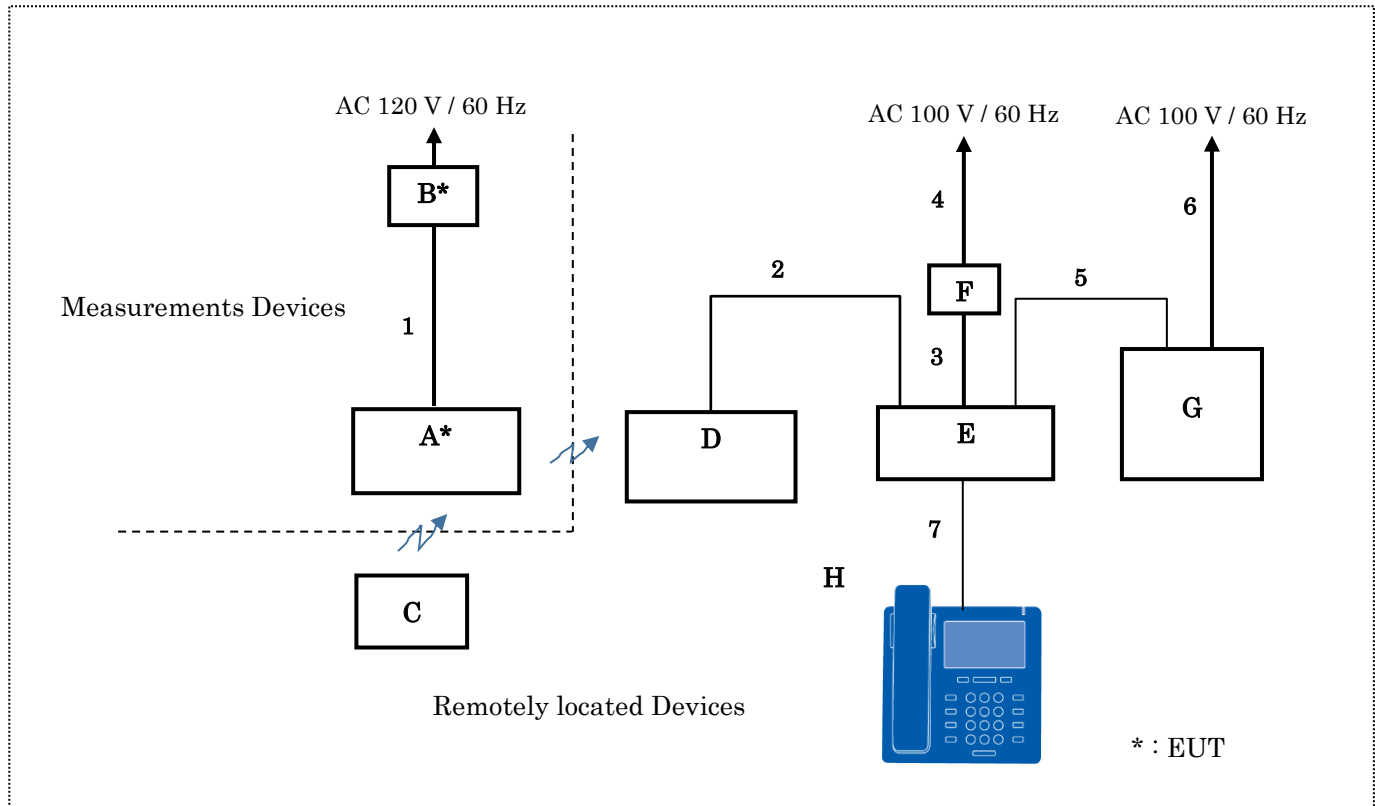 AC 120 V / 60 Hz
AC 100 V / 60 Hz
AC 100 V / 60 Hz
B*
4
6
2
F
5
Measurements Devices
1
3
A*
D
E
G
7
H
C
Remotely located Devices
* : EUT